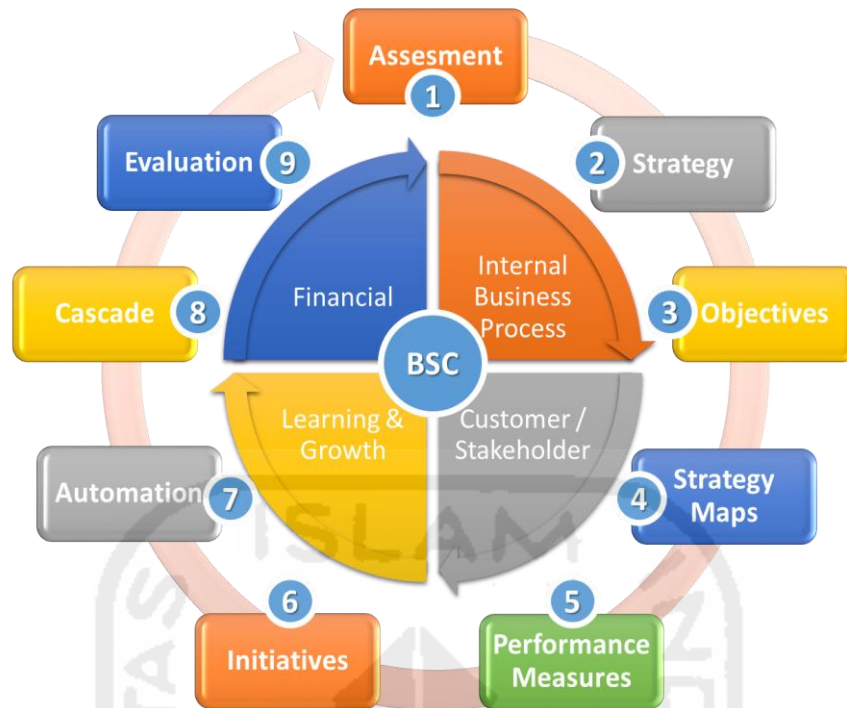 Assesment
1
2
Strategy
3
Objectives
4
Strategy
Maps
5
Performance
Measures
6
Initiatives
7
Automation
8
Cascade
9
Evaluation
Financial
Internal
Business
Process
BSC
Learning &
Growth
Customer /
Stakeholder
ISLAM